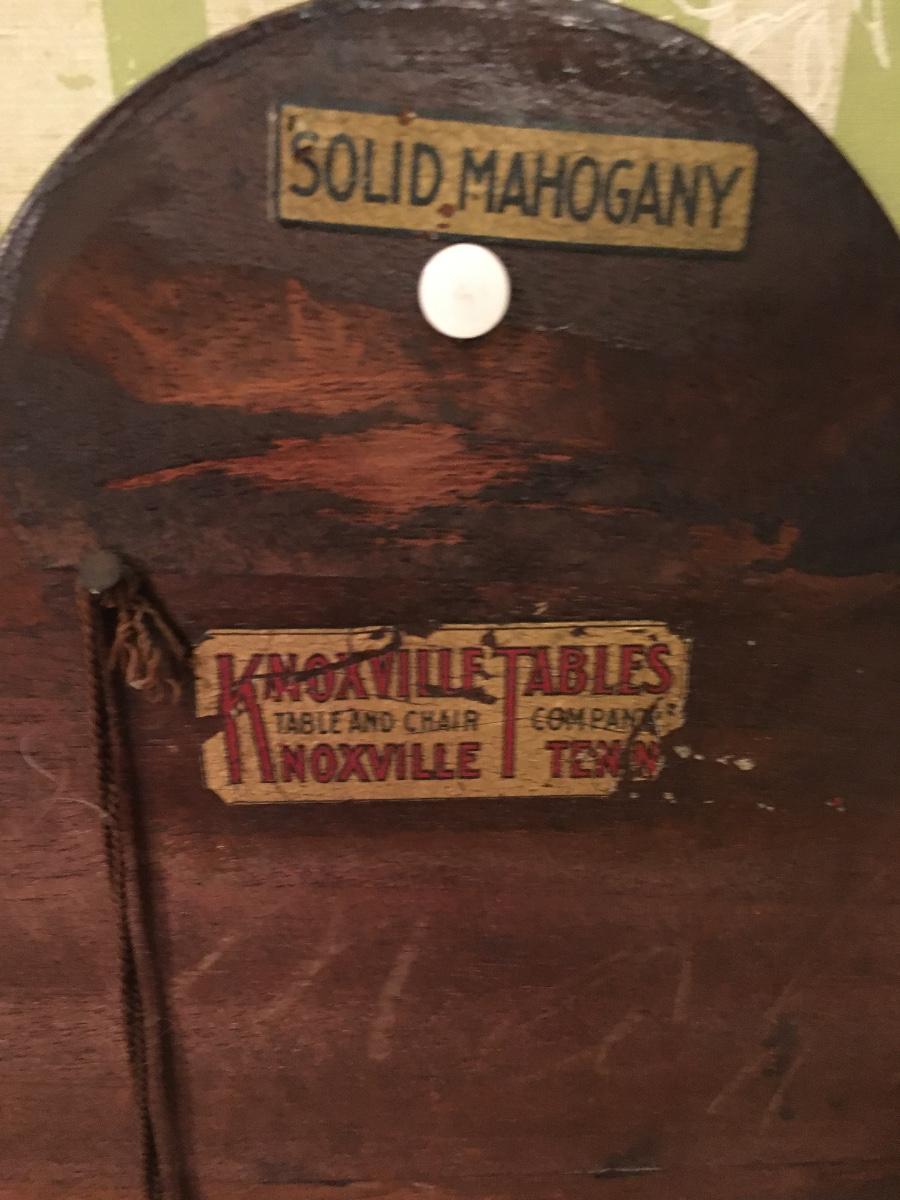 SOLID MAHOGANY
KNOXVILLE TABLES
TABLE AND CHAIR COMPANY
KNOXVILLE TENN